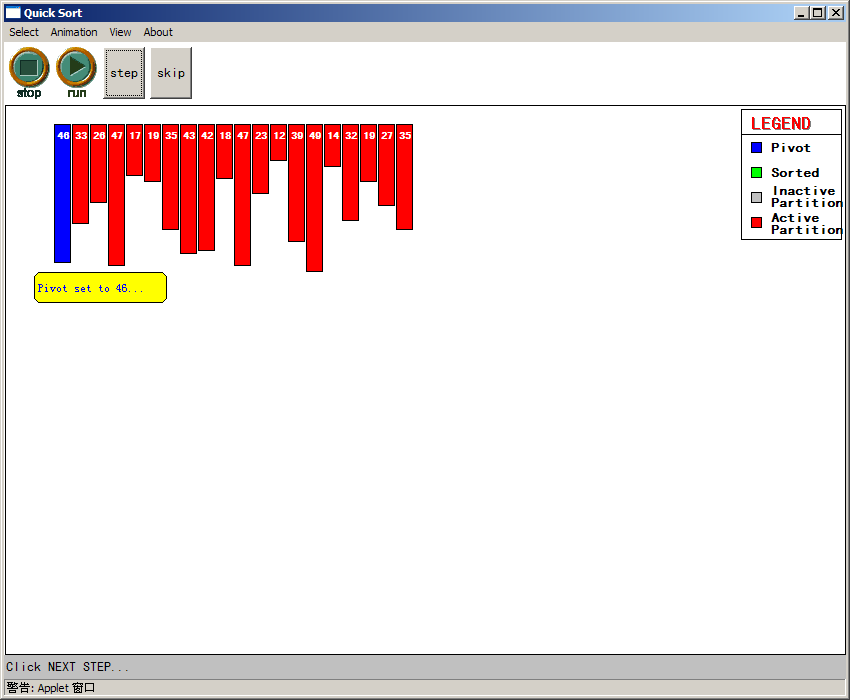 Quick Sort
Select Animation View About
stop run step skip
46 33 26 47 17 19 35 43 42 18 47 23 12 39 49 14 32 19 27 35
Pivot set to 46...
LEGEND
Pivot
Sorted
Inactive
Partition
Active
Partition
Click NEXT STEP...
警告: Applet 窗口